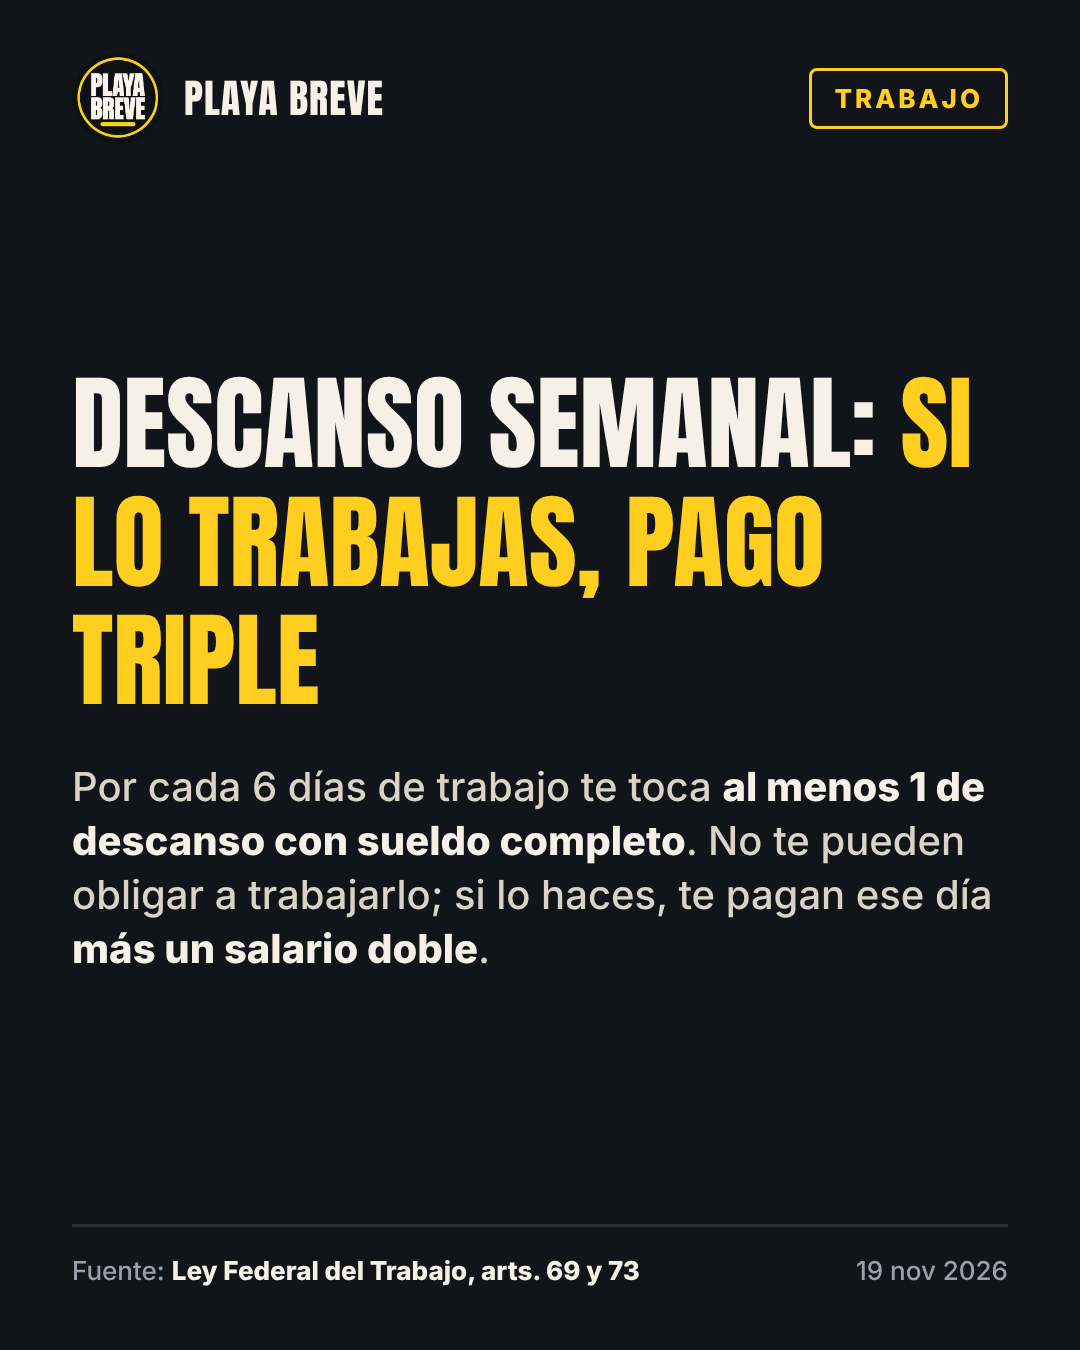 PLAYA
BREVE
PLAYA BREVE
TRABAJO
DESCANSO SEMANAL: SI
LO TRABAJAS, PAGO
TRIPLE
Por cada 6 días de trabajo te toca al menos 1 de
descanso con sueldo completo. No te pueden
obligar a trabajarlo; si lo haces, te pagan ese día
más un salario doble.
Fuente: Ley Federal del Trabajo, arts. 69 y 73
19 nov 2026